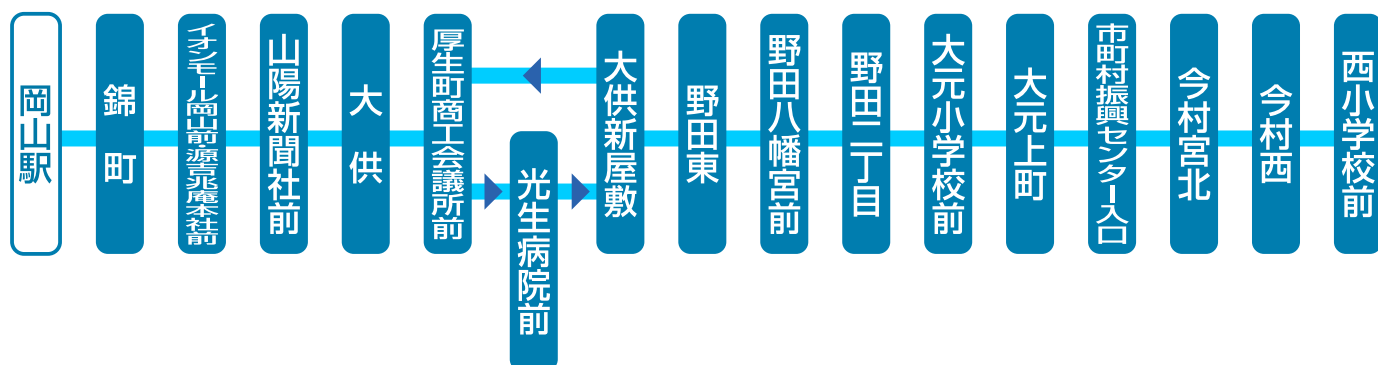 岡山駅
錦町
イオンモール岡山前・源吉兆庵本社前
山陽新聞社前
大供
厚生町商工会議所前
光生病院前
大供新屋敷
野田東
野田八幡宮前
野田二丁目
大元小学校前
大元上町
市町村振興センター入口
今村宮北
今村西
西小学校前